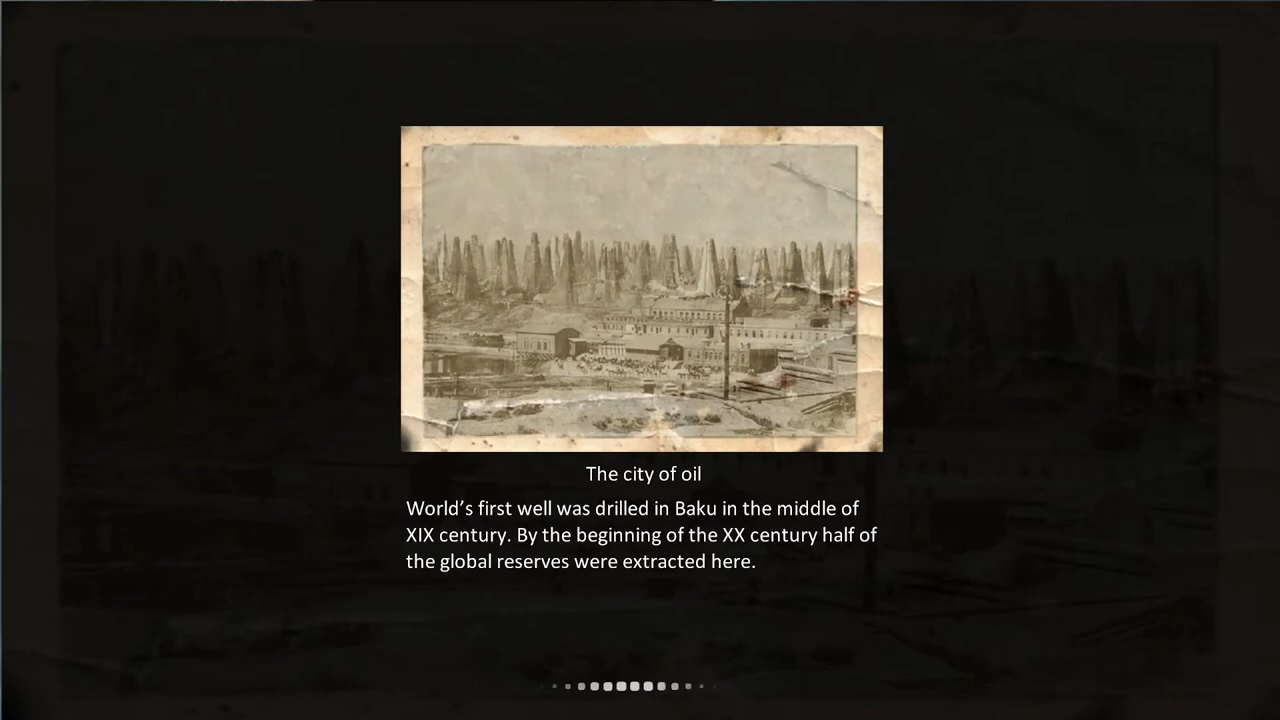 The city of oil
World’s first well was drilled in Baku in the middle of
XIX century. By the beginning of the XX century half of
the global reserves were extracted here.